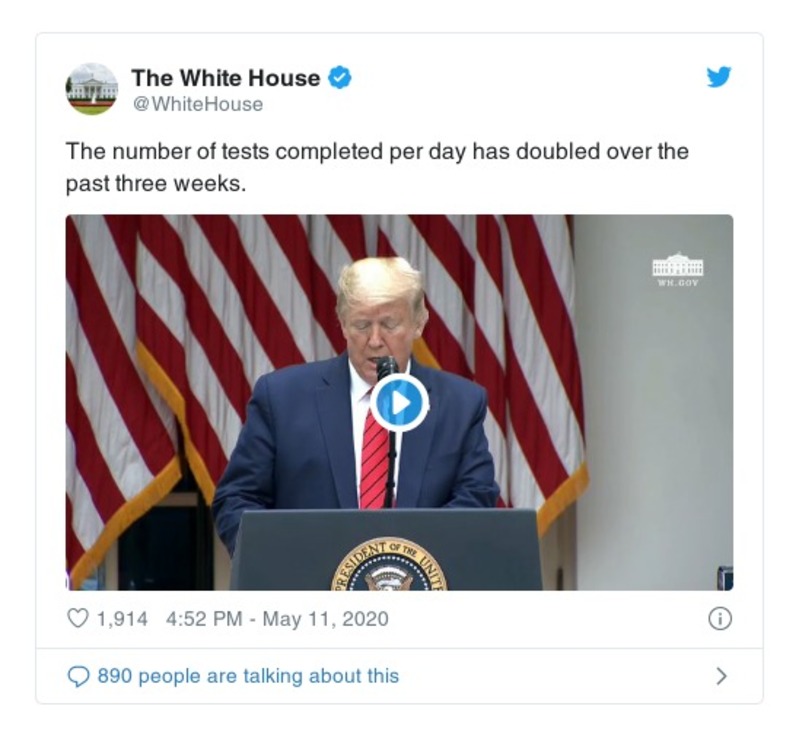 The White House
@WhiteHouse
The number of tests completed per day has doubled over the
past three weeks.
WH.GOV
PRESIDENT OF THE UNITE
1,914 4:52 PM - May 11, 2020
890 people are talking about this